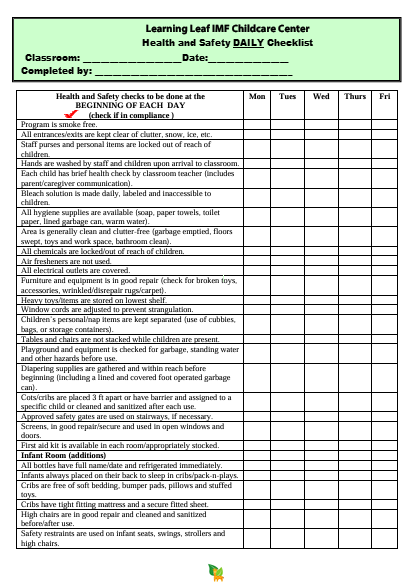 Learning Leaf IMF Childcare Center
Health and Safety DAILY Checklist
Classroom: ____________________Date:________________
Completed by: ________________________________________
Health and Safety checks to be done at the
BEGINNING OF EACH DAY
(check if in compliance )
Mon Tues Wed Thurs Fri
Program is smoke free.
All entrances/exits are kept clear of clutter, snow, ice, etc.
Staff purses and personal items are locked out of reach of
children.
Hands are washed by staff and children upon arrival to classroom.
Each child has brief health check by classroom teacher (includes
parent/caregiver communication).
Bleach solution is made daily, labeled and inaccessible to
children.
All hygiene supplies are available (soap, paper towels, toilet
paper, lined garbage can, warm water).
Area is generally clean and clutter-free (garbage emptied, floors
swept, toys and work space, bathroom clean).
All chemicals are locked/out of reach of children.
Air fresheners are not used.
All electrical outlets are covered.
Furniture and equipment is in good repair (check for broken toys,
accessories, wrinkled/disrepair rugs/carpet).
Heavy toys/items are stored on lowest shelf.
Window cords are adjusted to prevent strangulation.
Children's personal/nap items are kept separated (use of cubbies,
bags, or storage containers).
Tables and chairs are not stacked while children are present.
Playground and equipment is checked for garbage, standing water
and other hazards before use.
Diapering supplies are gathered and within reach before
beginning (including a lined and covered foot operated garbage
can).
Cots/cribs are placed 3 ft apart or have barrier and assigned to a
specific child or cleaned and sanitized after each use.
Approved safety gates are used on stairways, if necessary.
Screens, in good repair/secure and used in open windows and
doors.
First aid kit is available in each room/appropriately stocked.
Infant Room (additions)
All bottles have full name/date and refrigerated immediately.
Infants always placed on their back to sleep in cribs/pack-n-plays.
Cribs are free of soft bedding, bumper pads, pillows and stuffed
toys.
Cribs have tight fitting mattress and a secure fitted sheet.
High chairs are in good repair and cleaned and sanitized
before/after use.
Safety restraints are used on infant seats, swings, strollers and
high chairs.